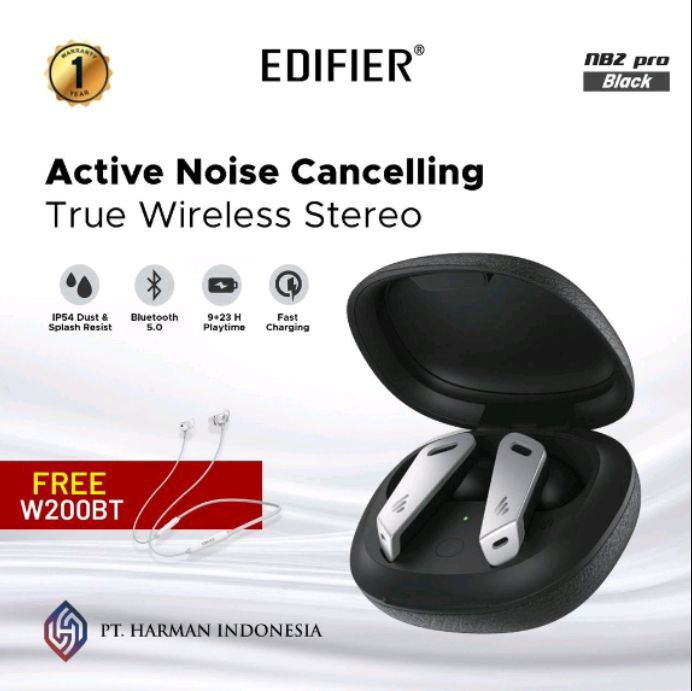 WARRANTY
1
YEAR
EDIFIER®
NB2 pro
Black
Active Noise Cancelling
True Wireless Stereo
IP54 Dust &
Splash Resist
Bluetooth
5.0
9+23 H
Playtime
Fast
Charging
FREE
W200BT
PT. HARMAN INDONESIA